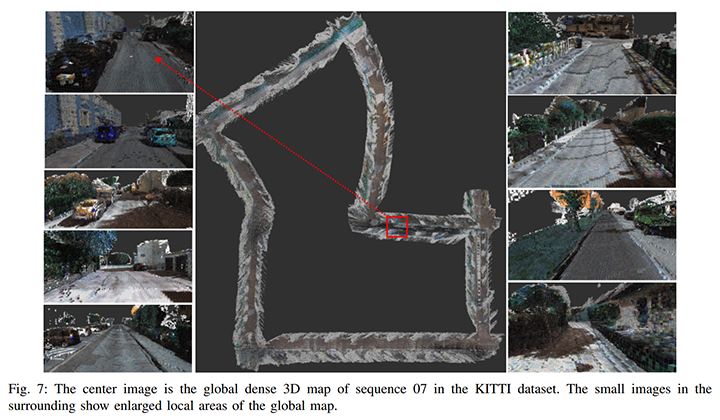 Fig. 7: The center image is the global dense 3D map of sequence 07 in the KITTI dataset. The small images in the
surrounding show enlarged local areas of the global map.